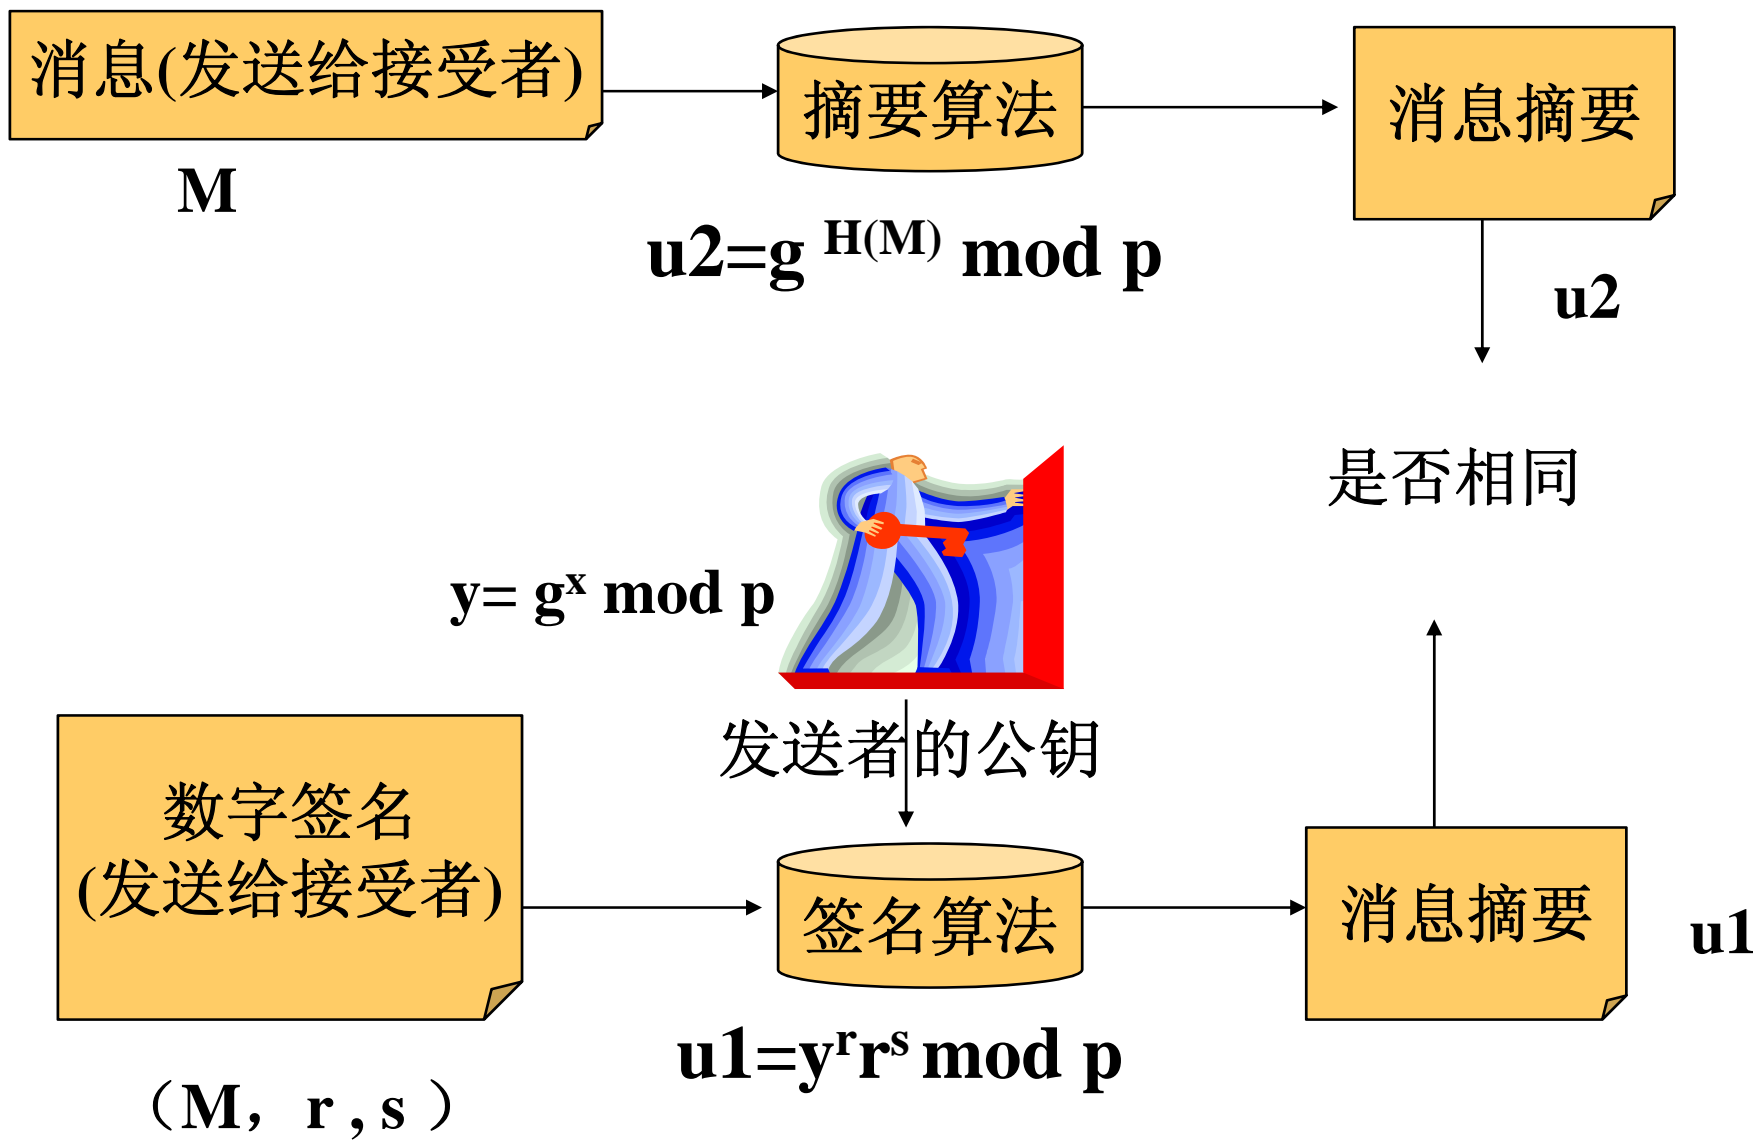 消息(发送给接受者)
摘要算法
消息摘要
M
u2=g H(M) mod p
u2
是否相同
y= gx mod p
发送者的公钥
数字签名
(发送给接受者)
签名算法
消息摘要
u1
u1=yrrs mod p
（M，r , s ）